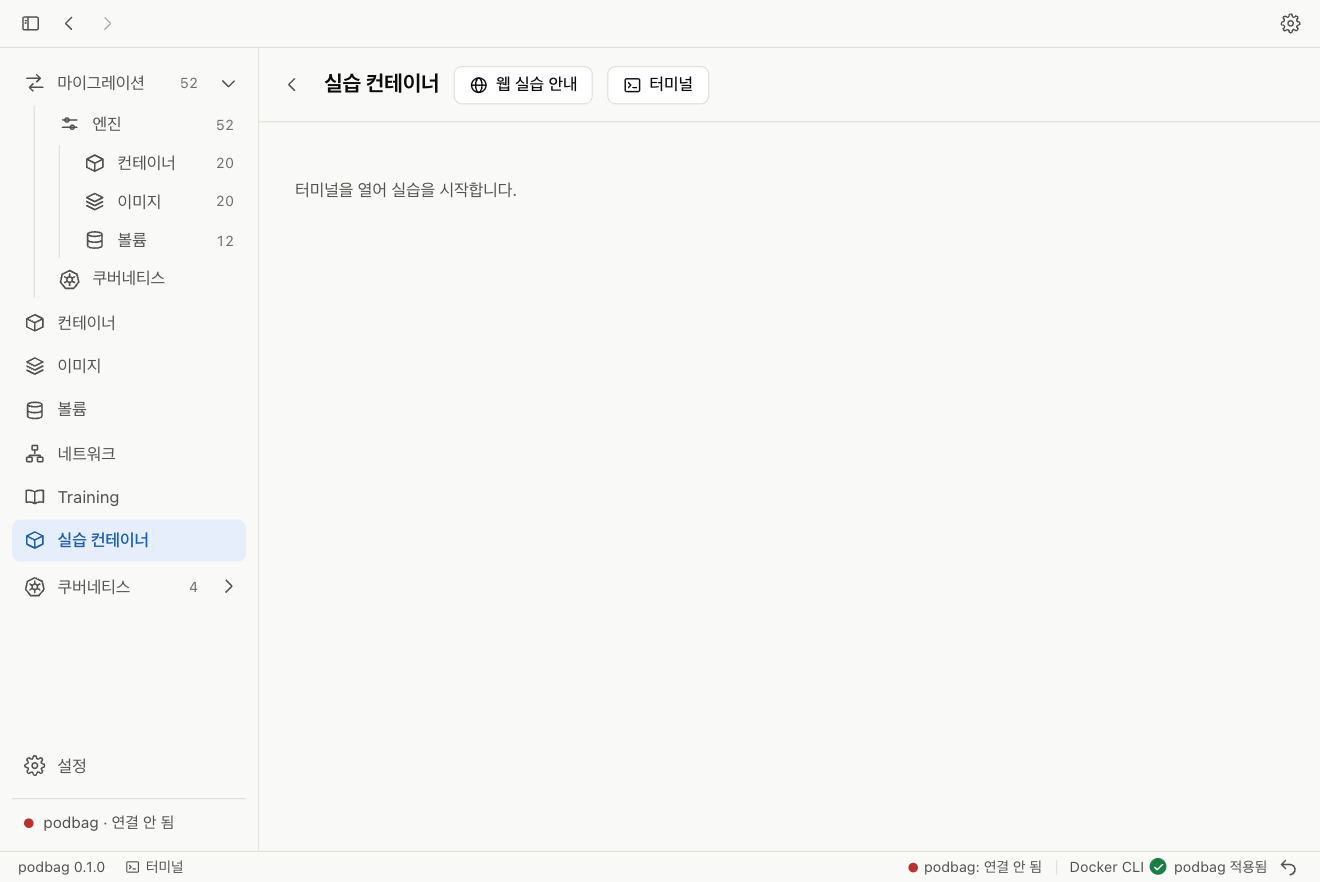 마이그레이션 52
엔진 52
컨테이너 20
이미지 20
볼륨 12
쿠버네티스
컨테이너
이미지
볼륨
네트워크
Training
실습 컨테이너
쿠버네티스 4
설정
podbag · 연결 안 됨
실습 컨테이너 웹 실습 안내 터미널
터미널을 열어 실습을 시작합니다.
podbag 0.1.0 터미널 podbag: 연결 안 됨 Docker CLI podbag 적용됨